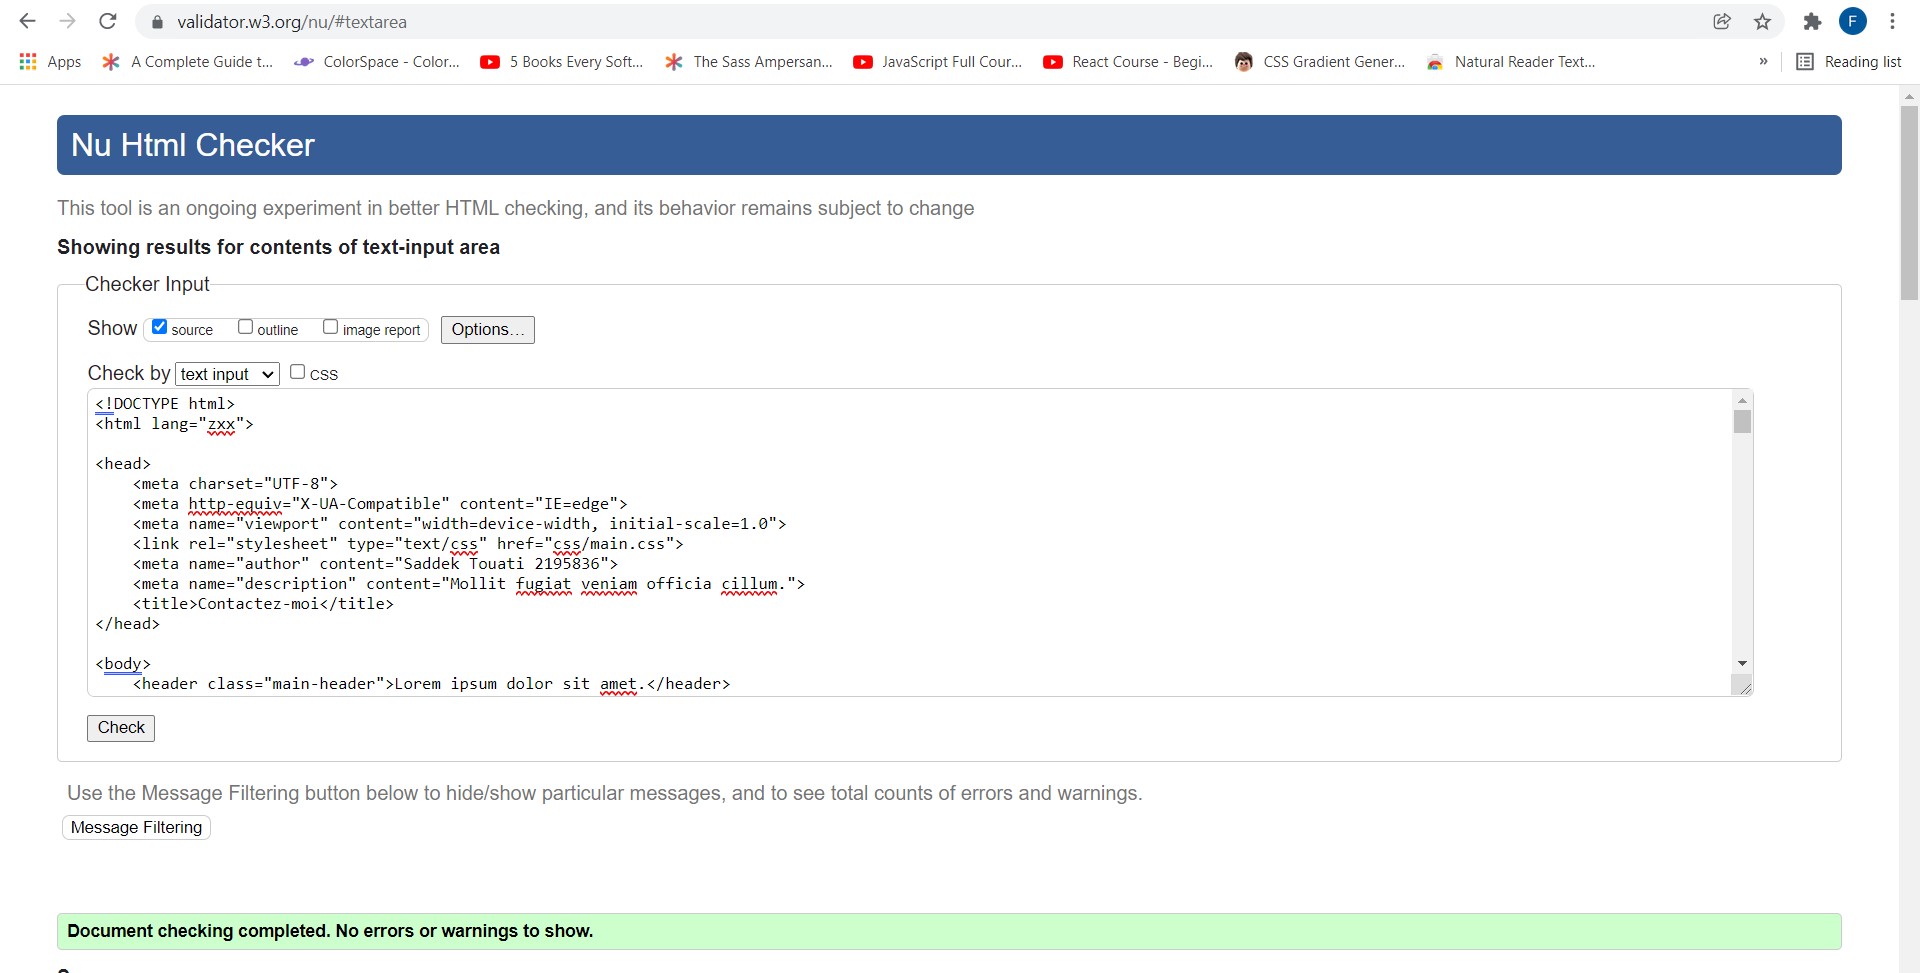 validator.w3.org/nu/#textarea
F
Apps
A Complete Guide t...
ColorSpace - Color...
5 Books Every Soft...
The Sass Ampersan...
JavaScript Full Cour...
React Course - Begi...
CSS Gradient Gener...
Natural Reader Text...
»
Reading list
Nu Html Checker
This tool is an ongoing experiment in better HTML checking, and its behavior remains subject to change
Showing results for contents of text-input area
Checker Input
Show source outline image report Options...
Check by text input CSS
<!DOCTYPE html>
<html lang="zxx">
<head>
<meta charset="UTF-8">
<meta http-equiv="X-UA-Compatible" content="IE=edge">
<meta name="viewport" content="width=device-width, initial-scale=1.0">
<link rel="stylesheet" type="text/css" href="css/main.css">
<meta name="author" content="Saddek Touati 2195836">
<meta name="description" content="Mollit fugiat veniam officia cillum.">
<title>Contactez-moi</title>
</head>
<body>
<header class="main-header">Lorem ipsum dolor sit amet.</header>
Check
Use the Message Filtering button below to hide/show particular messages, and to see total counts of errors and warnings.
Message Filtering
Document checking completed. No errors or warnings to show.